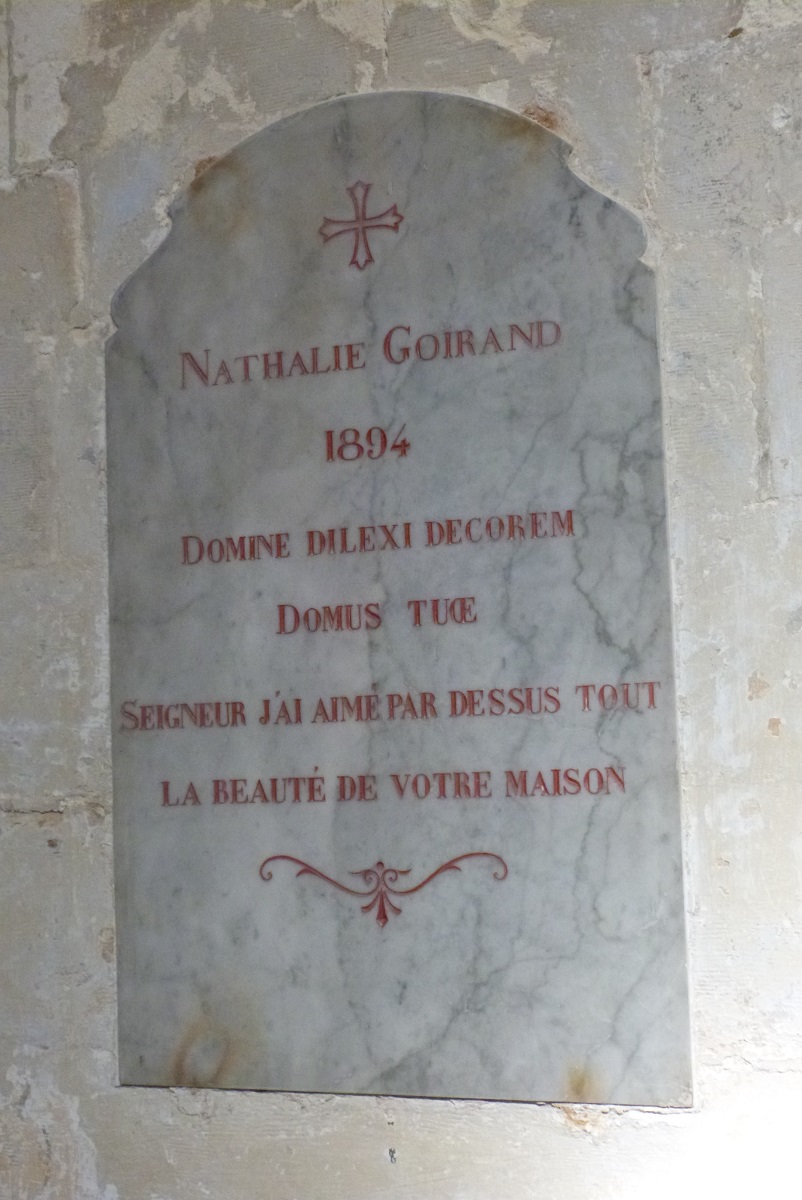 NATHALIE GOIRAND
1894
DOMINE DILEXI DECOREM
DOMUS TUŒ
SEIGNEUR J'AI AIMÉ PAR DESSUS TOUT
LA BEAUTÉ DE VOTRE MAISON